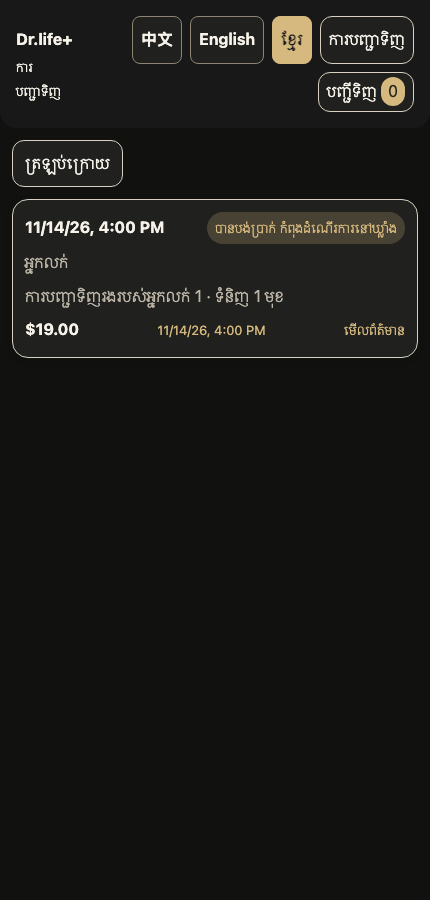 Dr.life+
ការ
បញ្ជាទិញ
中文
English
ខ្មែរ
ការបញ្ជាទិញ
បញ្ជីទិញ 0
ត្រឡប់ក្រោយ
11/14/26, 4:00 PM
បានបង់ប្រាក់ កំពុងដំណើរការនៅឃ្លាំង
អ្នកលក់
ការបញ្ជាទិញរងរបស់អ្នកលក់ 1 · ទំនិញ 1 មុខ
$19.00
11/14/26, 4:00 PM
មើលព័ត៌មាន